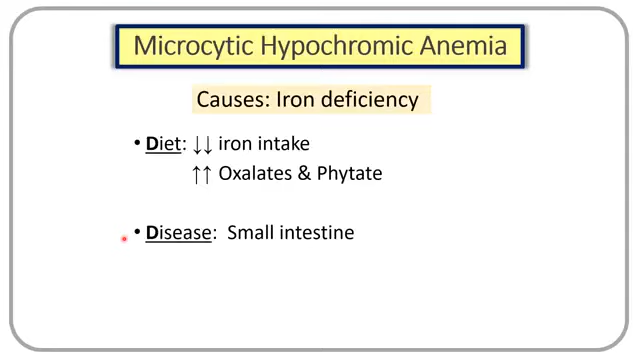 Microcytic Hypochromic Anemia
Causes: Iron deficiency
• Diet: ↓↓ iron intake
↑↑ Oxalates & Phytate
• Disease: Small intestine